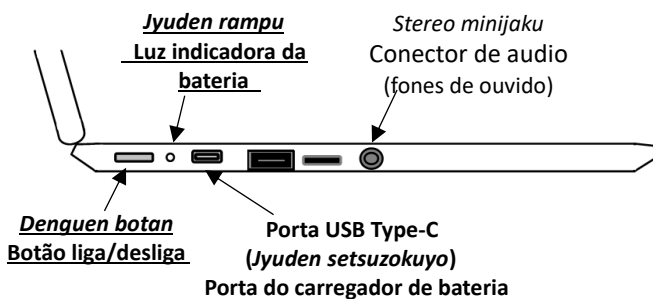 Jyuden rampu
Luz indicadora da
bateria
Stereo minijaku
Conector de audio
(fones de ouvido)
Denguen botan
Botão liga/desliga
Porta USB Type-C
(Jyuden setsuzokuyo)
Porta do carregador de bateria